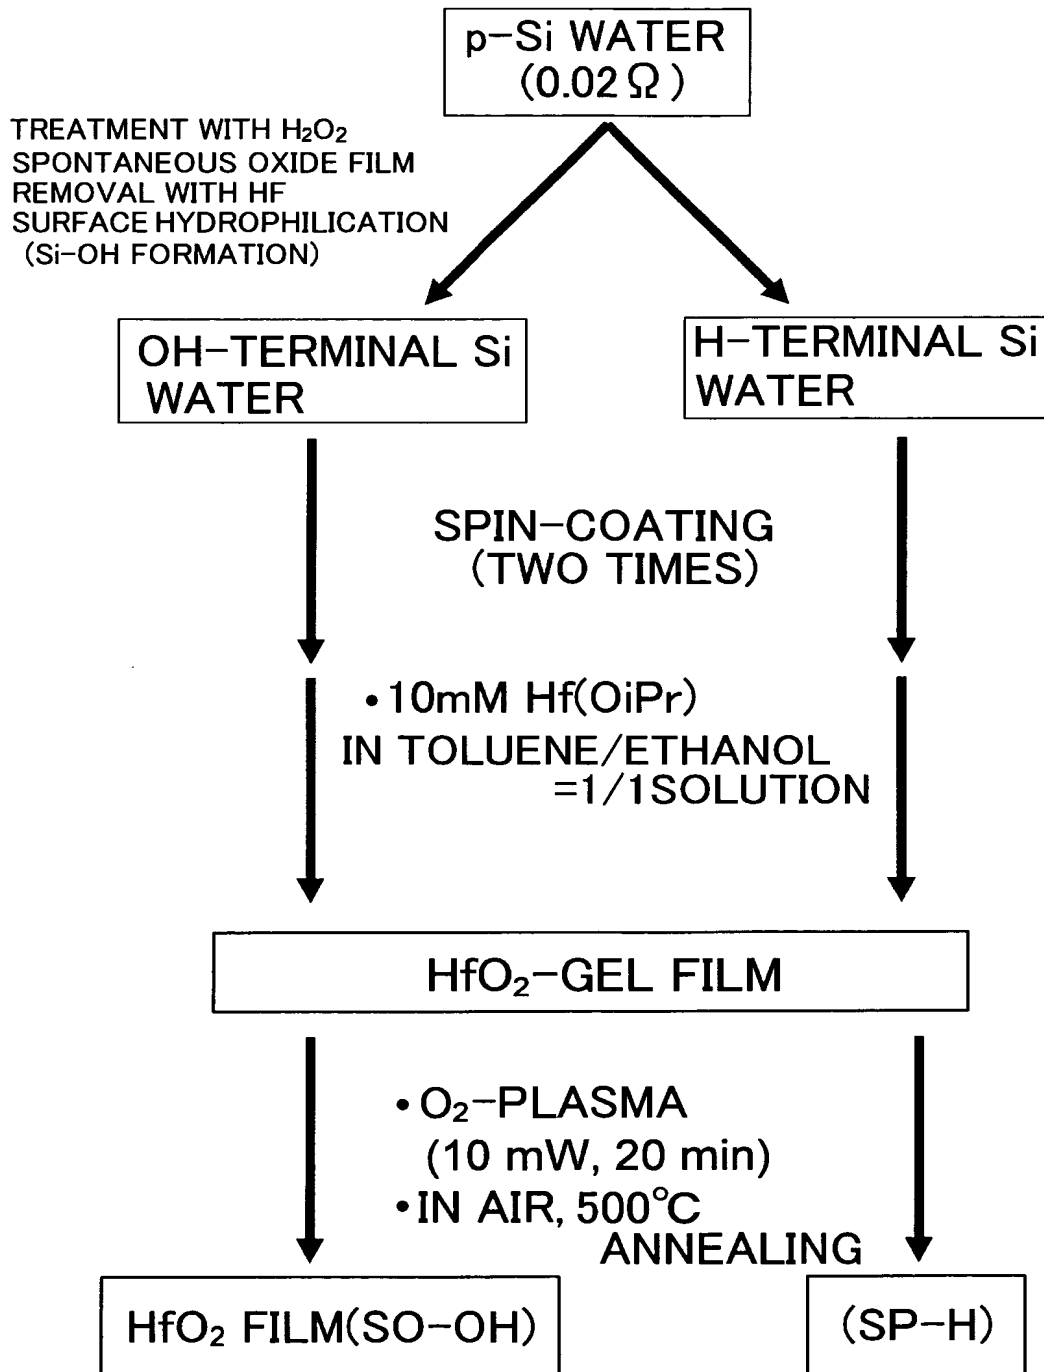 p-Si WATER
(0.02Ω)
TREATMENT WITH H₂O₂
SPONTANEOUS OXIDE FILM
REMOVAL WITH HF
SURFACE HYDROPHILICATION
(Si-OH FORMATION)
OH-TERMINAL Si
WATER
H-TERMINAL Si
WATER
SPIN-COATING
(TWO TIMES)
•10mM Hf(OiPr)
IN TOLUENE/ETHANOL
=1/1SOLUTION
HfO₂-GEL FILM
•O₂-PLASMA
(10 mW, 20 min)
•IN AIR, 500℃
ANNEALING
HfO₂ FILM(SO-OH)
(SP-H)